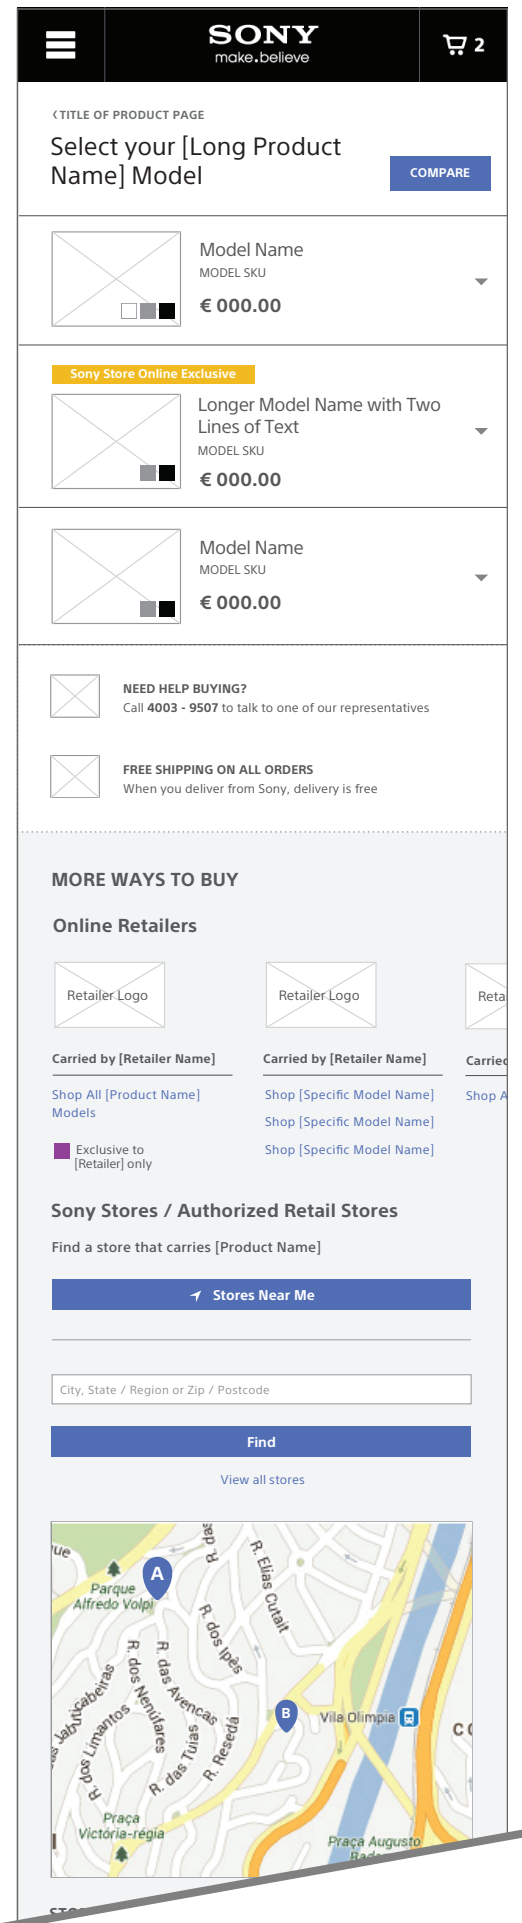 SONY
make.believe
2
‹TITLE OF PRODUCT PAGE
Select your [Long Product
Name] Model
COMPARE
Model Name
MODEL SKU
€ 000.00
Sony Store Online Exclusive
Longer Model Name with Two
Lines of Text
MODEL SKU
€ 000.00
Model Name
MODEL SKU
€ 000.00
NEED HELP BUYING?
Call 4003 - 9507 to talk to one of our representatives
FREE SHIPPING ON ALL ORDERS
When you deliver from Sony, delivery is free
MORE WAYS TO BUY
Online Retailers
Retailer Logo
Carried by [Retailer Name]
Shop All [Product Name]
Models
Exclusive to
[Retailer] only
Retailer Logo
Carried by [Retailer Name]
Shop [Specific Model Name]
Shop [Specific Model Name]
Shop [Specific Model Name]
Retai
Carried
Shop A
Sony Stores / Authorized Retail Stores
Find a store that carries [Product Name]
Stores Near Me
City, State / Region or Zip / Postcode
Find
View all stores
que
R. das
R. Elias Cutait
A
Parque
Alfredo Volpi
R. dos Ipês
R. das Avencas
R. dos Nenúfares
R. dos Limantos
R. das Tuias
R. Resedá
B
Vila Olimpia
Praça
Victória-régia
Praça Augusto